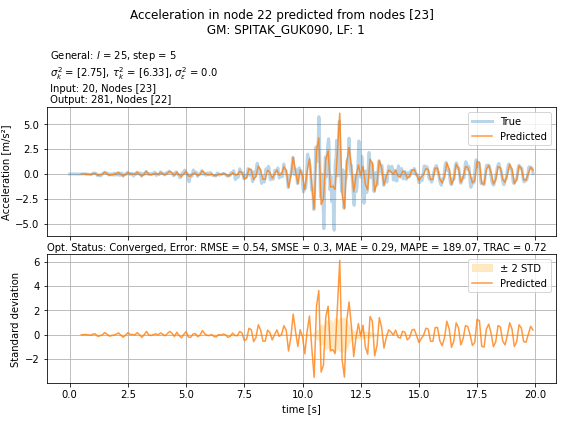 Acceleration in node 22 predicted from nodes [23]
GM: SPITAK_GUK090, LF: 1
General: l = 25, step = 5
σ²ₖ = [2.75], τ²ₖ = [6.33], σ²ε = 0.0
Input: 20, Nodes [23]
Output: 281, Nodes [22]
Acceleration [m/s²]
5.0
2.5
0.0
−2.5
−5.0
True
Predicted
Opt. Status: Converged, Error: RMSE = 0.54, SMSE = 0.3, MAE = 0.29, MAPE = 189.07, TRAC = 0.72
Standard deviation
6
4
2
0
−2
± 2 STD
Predicted
0.0 2.5 5.0 7.5 10.0 12.5 15.0 17.5 20.0
time [s]